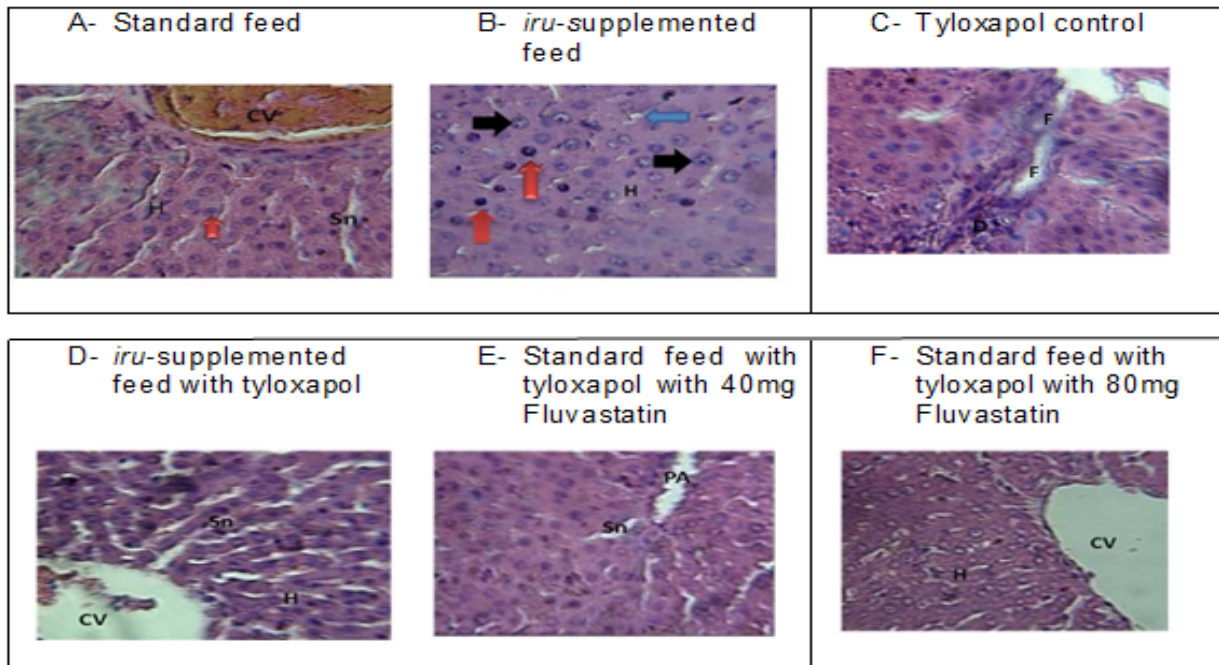 A- Standard feed
B- iru-supplemented
feed
C- Tyloxapol control
CV
H
Sn
H
F
F
D
D- iru-supplemented
feed with tyloxapol
E- Standard feed with
tyloxapol with 40mg
Fluvastatin
F- Standard feed with
tyloxapol with 80mg
Fluvastatin
Sn
H
CV
PA
Sn
CV
H